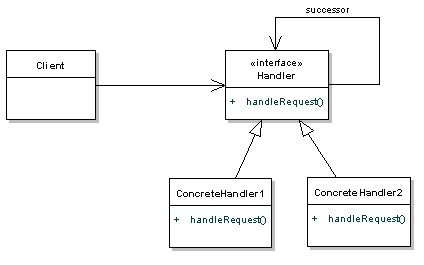 successor
Client
«interface»
Handler
+ handleRequest()
ConcreteHandler1
+ handleRequest()
ConcreteHandler2
+ handleRequest()